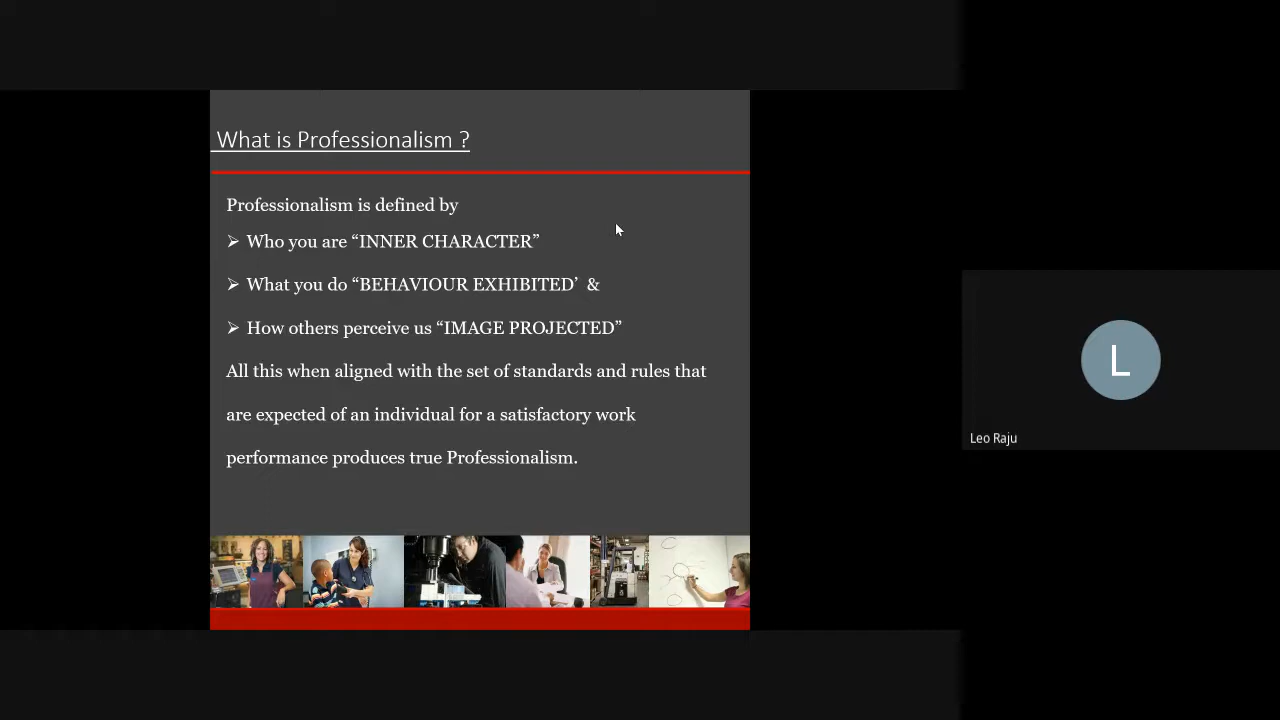 What is Professionalism ?
Professionalism is defined by
➢ Who you are “INNER CHARACTER”
➢ What you do “BEHAVIOUR EXHIBITED’ &
➢ How others perceive us “IMAGE PROJECTED”
All this when aligned with the set of standards and rules that
are expected of an individual for a satisfactory work
performance produces true Professionalism.
L
Leo Raju